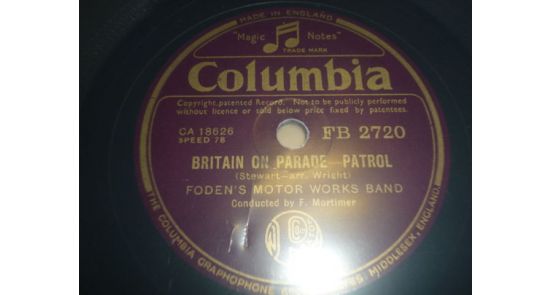 MADE IN ENGLAND
"Magic Notes"
TRADE MARK
Columbia
Copyright, patented Record. Not to be publicly performed
without licence or sold below price fixed by patentees.
CA 18626
SPEED 78
FB 2720
BRITAIN ON PARADE—PATROL
(Stewart—arr. Wright)
FODEN'S MOTOR WORKS BAND
Conducted by F. Mortimer
THE COLUMBIA GRAPHOPHONE MIDDLESEX, ENGLAND.